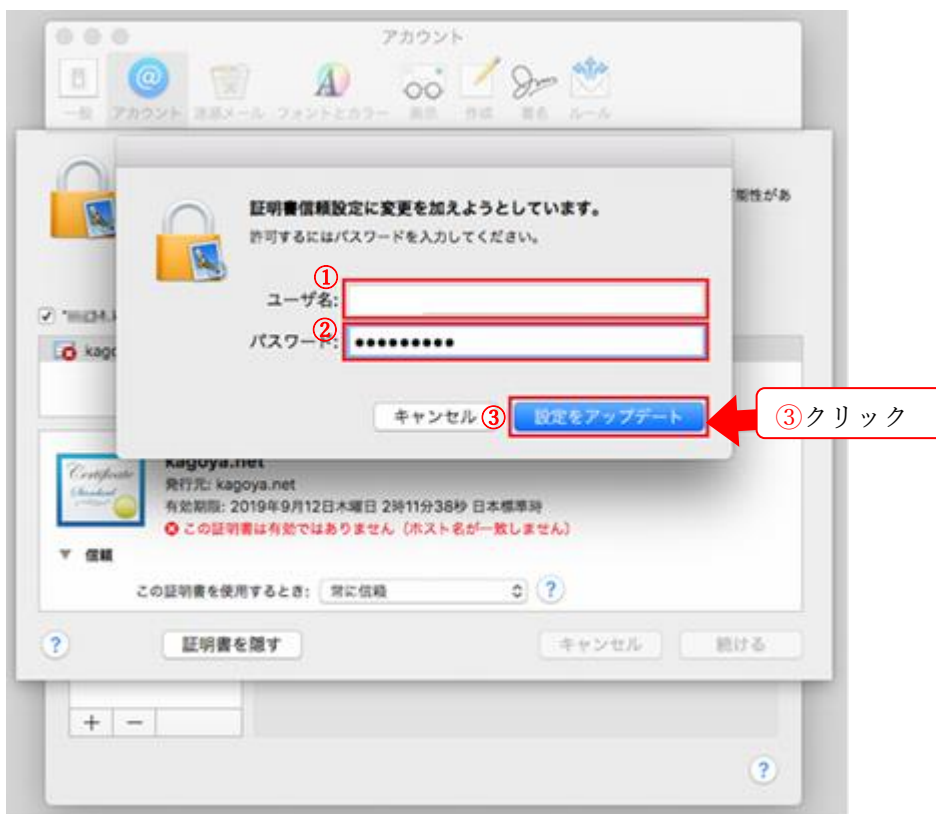 アカウント
一般 アカウント 迷惑メール フォントとカラー 表示 作成 署名 ルール
能性があ
証明書信頼設定に変更を加えようとしています。
許可するにはパスワードを入力してください。
①
ユーザ名:
②
パスワード: ●●●●●●●●●
kago
キャンセル ③ 設定をアップデート
③クリック
Certificate
Standard
kagoya.net
発行元: kagoya.net
有効期限: 2019年9月12日木曜日 2時11分38秒 日本標準時
この証明書は有効ではありません（ホスト名が一致しません）
▼ 信頼
この証明書を使用するとき: 常に信頼 ?
? 証明書を隠す キャンセル 続ける
+ −
?